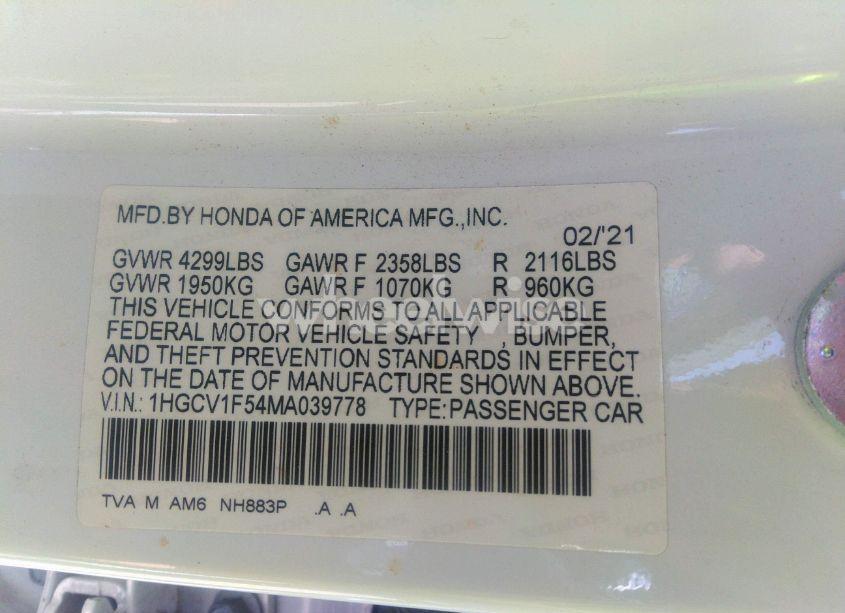 MFD.BY HONDA OF AMERICA MFG.,INC.
02/'21
GVWR 4299LBS GAWR F 2358LBS R 2116LBS
GVWR 1950KG GAWR F 1070KG R 960KG
THIS VEHICLE CONFORMS TO ALL APPLICABLE
FEDERAL MOTOR VEHICLE SAFETY , BUMPER,
AND THEFT PREVENTION STANDARDS IN EFFECT
ON THE DATE OF MANUFACTURE SHOWN ABOVE.
V.I.N.: 1HGCV1F54MA039778 TYPE:PASSENGER CAR
TVA M AM6 NH883P .A .A